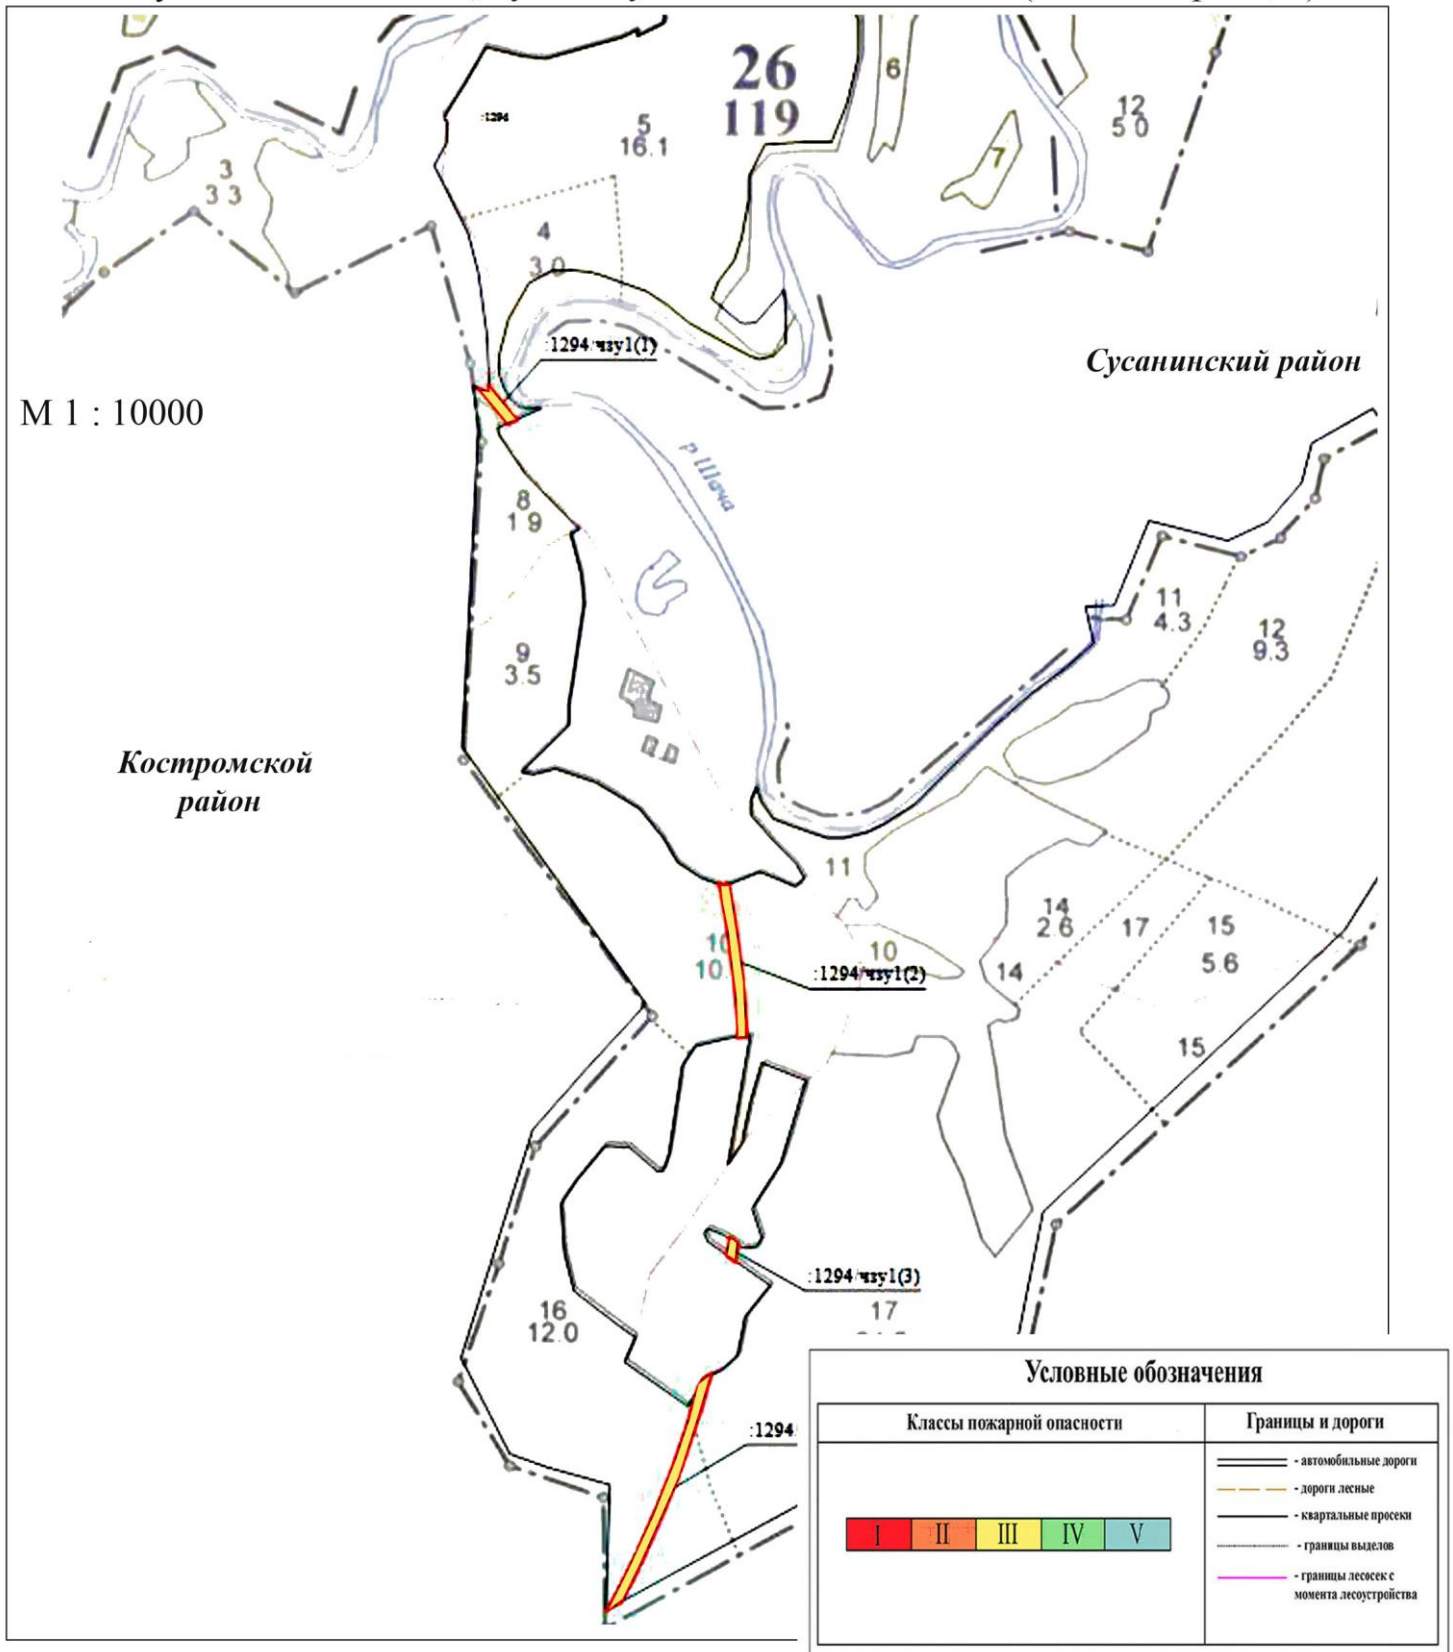 26
119
6
7
12
5 0
:1294
5
16.1
3
3 3
4
3.0
:1294/чзу1(1)
Сусанинский район
М 1 : 10000
р Шача
8
1 9
9
3.5
11
4.3
12
9.3
Костромской
район
11
10
10
10.
:1294/чзу1(2)
14
2.6
14
17
15
5.6
15
:1294/чзу1(3)
16
12.0
17
:1294
Условные обозначения
Классы пожарной опасности
Границы и дороги
I II III IV V
- автомобильные дороги
- дороги лесные
- квартальные просеки
- границы выделов
- границы лесосек с
момента лесоустройства